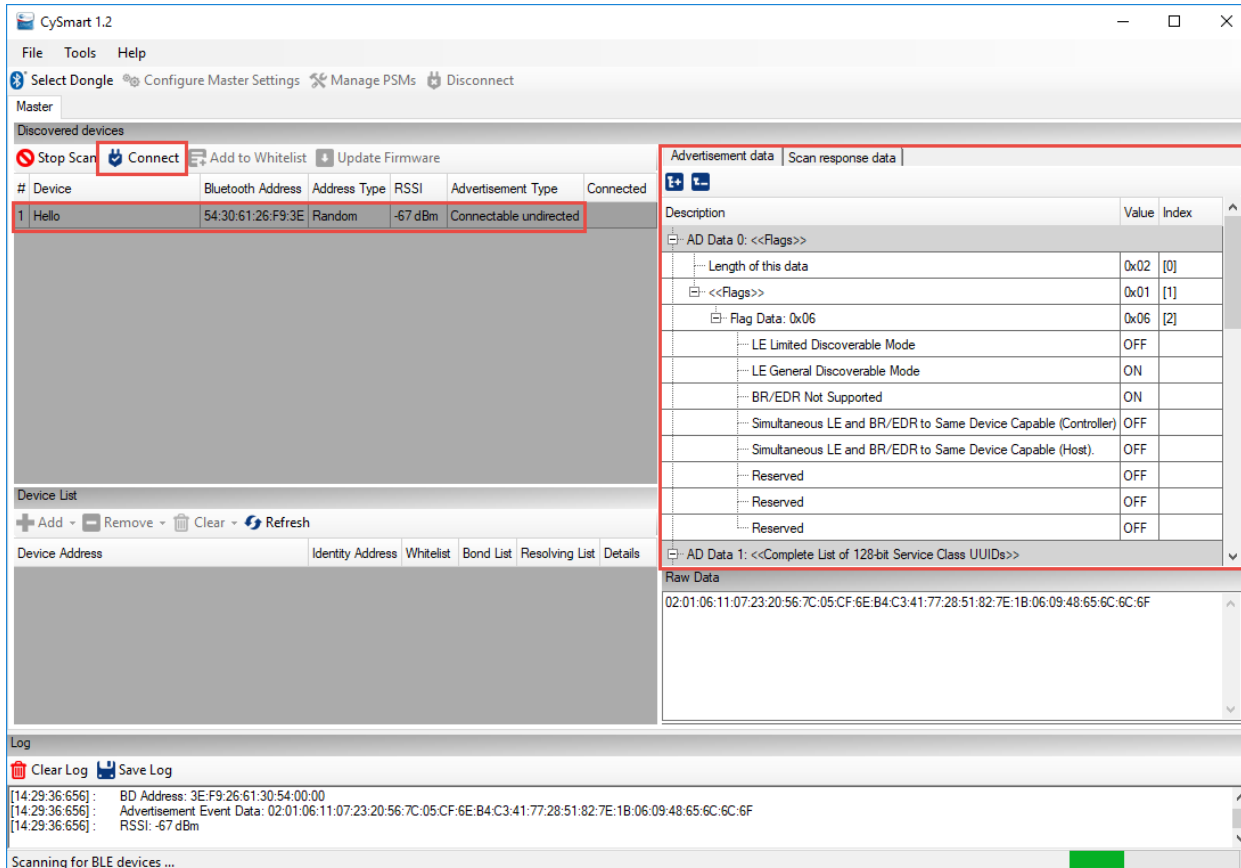 CySmart 1.2
File Tools Help
Select Dongle Configure Master Settings Manage PSMs Disconnect
Master
Discovered devices
Stop Scan Connect Add to Whitelist Update Firmware
# Device Bluetooth Address Address Type RSSI Advertisement Type Connected
1 Hello 54:30:61:26:F9:3E Random -67 dBm Connectable undirected
Advertisement data Scan response data
Description Value Index
AD Data 0: <<Flags>>
Length of this data 0x02 [0]
<<Flags>> 0x01 [1]
Flag Data: 0x06 0x06 [2]
LE Limited Discoverable Mode OFF
LE General Discoverable Mode ON
BR/EDR Not Supported ON
Simultaneous LE and BR/EDR to Same Device Capable (Controller) OFF
Simultaneous LE and BR/EDR to Same Device Capable (Host). OFF
Reserved OFF
Reserved OFF
Reserved OFF
AD Data 1: <<Complete List of 128-bit Service Class UUIDs>>
Device List
Add Remove Clear Refresh
Device Address Identity Address Whitelist Bond List Resolving List Details
Raw Data
02:01:06:11:07:23:20:56:7C:05:CF:6E:B4:C3:41:77:28:51:82:7E:1B:06:09:48:65:6C:6C:6F
Log
Clear Log Save Log
[14:29:36:656] : BD Address: 3E:F9:26:61:30:54:00:00
[14:29:36:656] : Advertisement Event Data: 02:01:06:11:07:23:20:56:7C:05:CF:6E:B4:C3:41:77:28:51:82:7E:1B:06:09:48:65:6C:6C:6F
[14:29:36:656] : RSSI: -67 dBm
Scanning for BLE devices ...